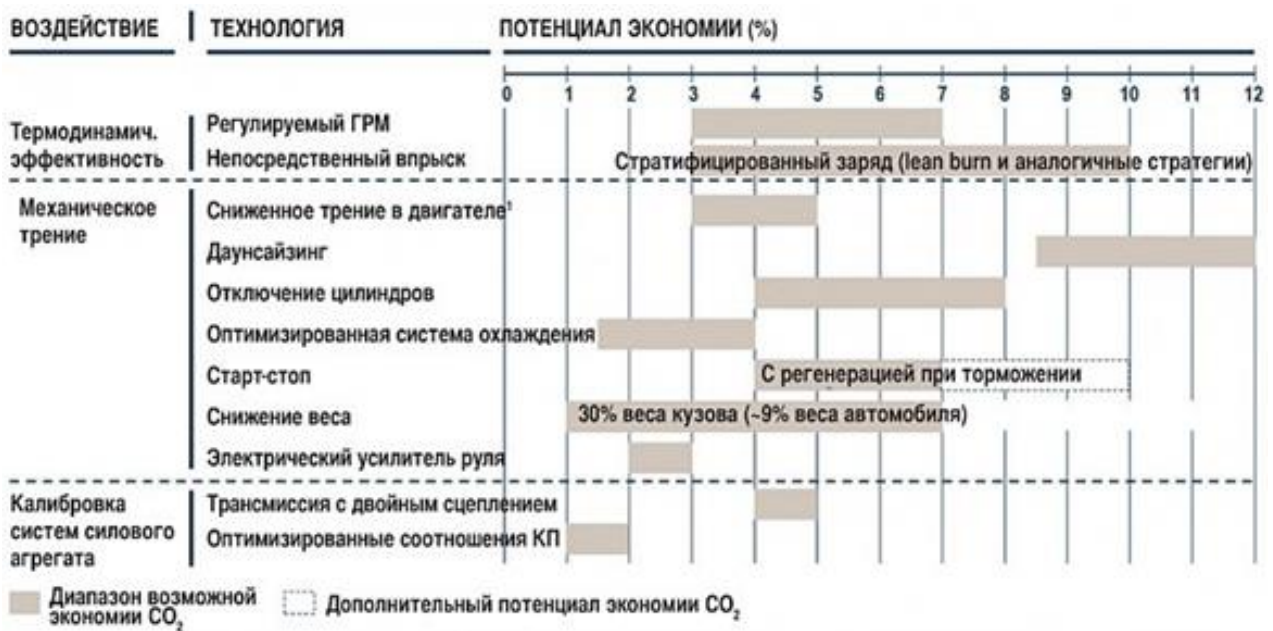 ВОЗДЕЙСТВИЕ ТЕХНОЛОГИЯ ПОТЕНЦИАЛ ЭКОНОМИИ (%)
0 1 2 3 4 5 6 7 8 9 10 11 12
Термодинамич.
эффективность
Регулируемый ГРМ
Непосредственный впрыск
Стратифицированный заряд (lean burn и аналогичные стратегии)
Механическое
трение
Сниженное трение в двигателе¹
Даунсайзинг
Отключение цилиндров
Оптимизированная система охлаждения
Старт-стоп
С регенерацией при торможении
Снижение веса
30% веса кузова (~9% веса автомобиля)
Электрический усилитель руля
Калибровка
систем силового
агрегата
Трансмиссия с двойным сцеплением
Оптимизированные соотношения КП
Диапазон возможной
экономии CO₂
Дополнительный потенциал экономии CO₂